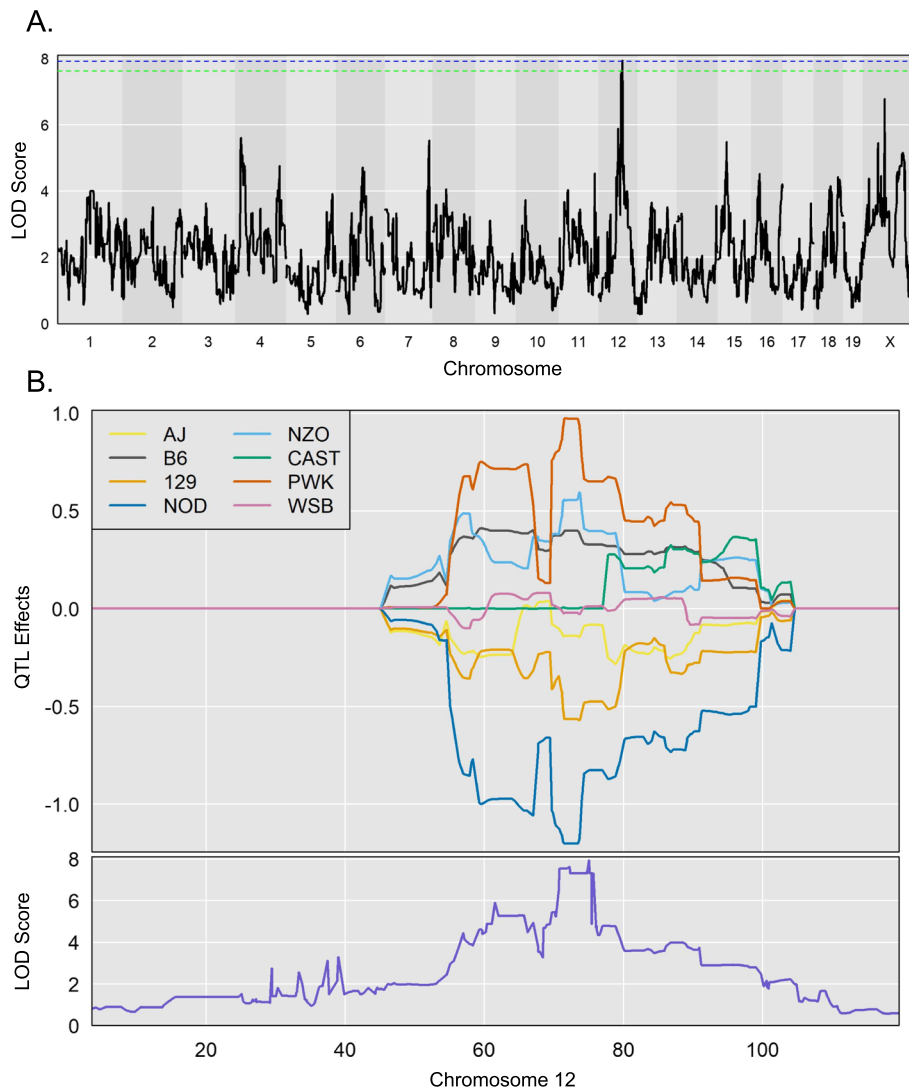 A.
8
6
4
2
0
LOD Score
1 2 3 4 5 6 7 8 9 10 11 12 13 14 15 16 17 18 19 X
Chromosome
B.
1.0
0.5
0.0
-0.5
-1.0
QTL Effects
AJ NZO
B6 CAST
129 PWK
NOD WSB
8
6
4
2
0
LOD Score
20 40 60 80 100
Chromosome 12